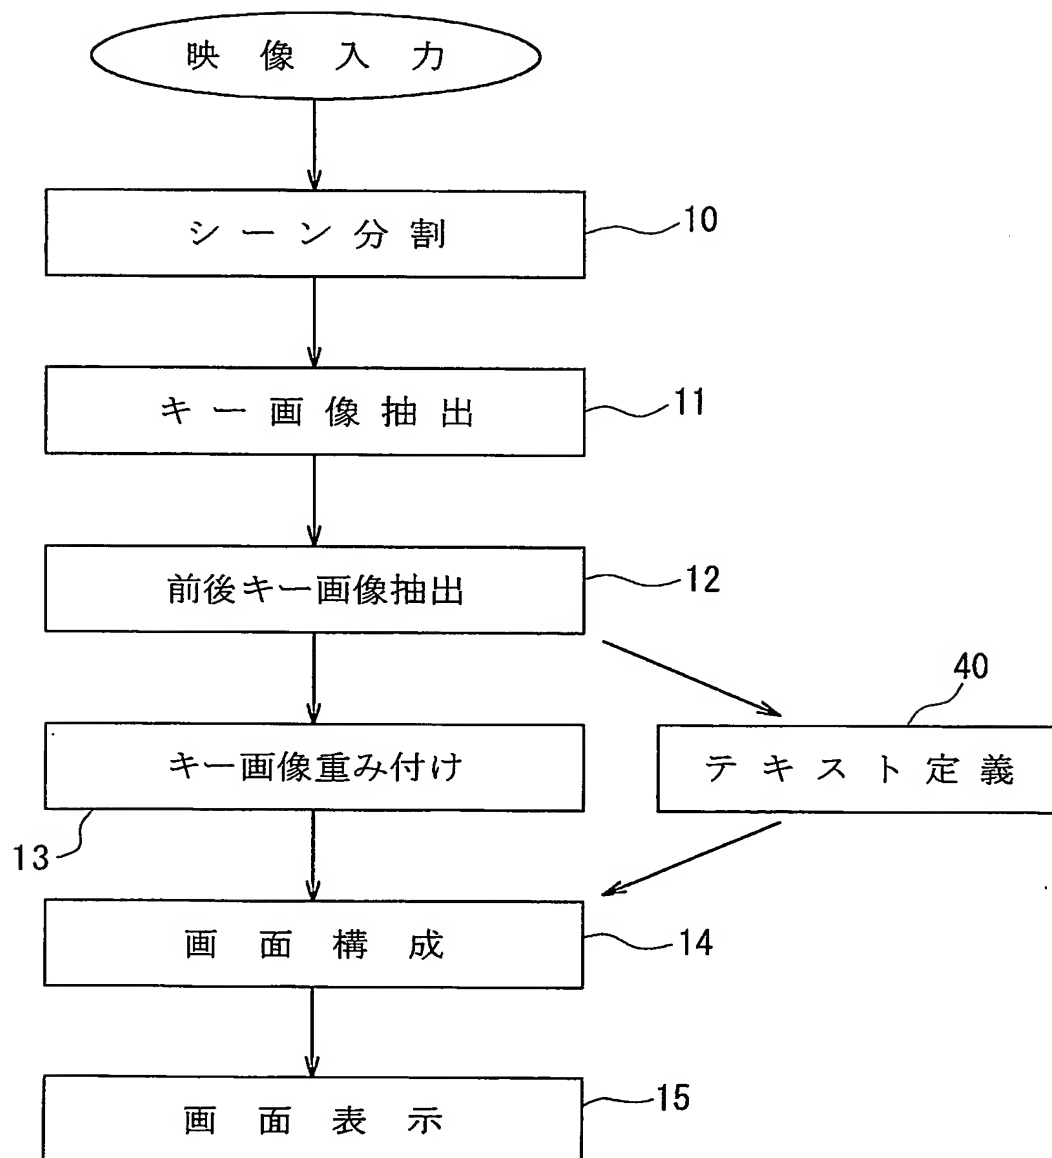 映像入力
シーン分割
10
キー画像抽出
11
前後キー画像抽出
12
40
キー画像重み付け
テキスト定義
13
画面構成
14
画面表示
15